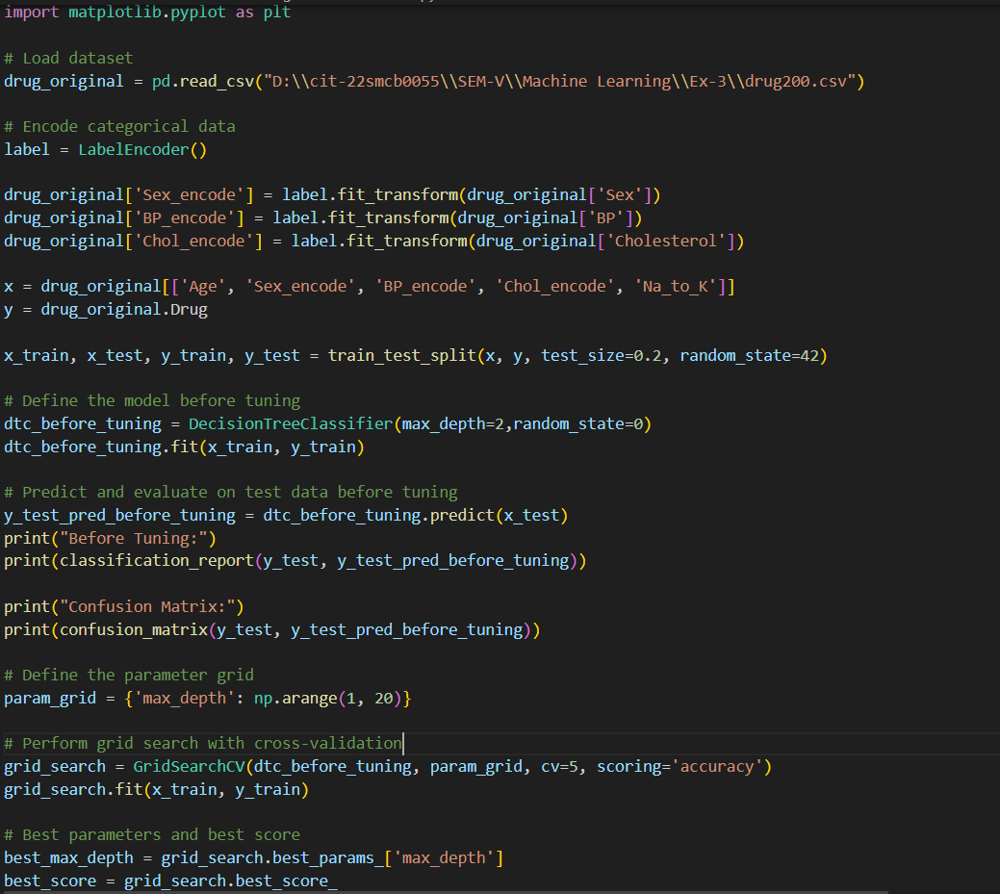 import matplotlib.pyplot as plt
# Load dataset
drug_original = pd.read_csv("D:\\cit-22smcb0055\\SEM-V\\Machine Learning\\Ex-3\\drug200.csv")
# Encode categorical data
label = LabelEncoder()
drug_original['Sex_encode'] = label.fit_transform(drug_original['Sex'])
drug_original['BP_encode'] = label.fit_transform(drug_original['BP'])
drug_original['Chol_encode'] = label.fit_transform(drug_original['Cholesterol'])
x = drug_original[['Age', 'Sex_encode', 'BP_encode', 'Chol_encode', 'Na_to_K']]
y = drug_original.Drug
x_train, x_test, y_train, y_test = train_test_split(x, y, test_size=0.2, random_state=42)
# Define the model before tuning
dtc_before_tuning = DecisionTreeClassifier(max_depth=2,random_state=0)
dtc_before_tuning.fit(x_train, y_train)
# Predict and evaluate on test data before tuning
y_test_pred_before_tuning = dtc_before_tuning.predict(x_test)
print("Before Tuning:")
print(classification_report(y_test, y_test_pred_before_tuning))
print("Confusion Matrix:")
print(confusion_matrix(y_test, y_test_pred_before_tuning))
# Define the parameter grid
param_grid = {'max_depth': np.arange(1, 20)}
# Perform grid search with cross-validation
grid_search = GridSearchCV(dtc_before_tuning, param_grid, cv=5, scoring='accuracy')
grid_search.fit(x_train, y_train)
# Best parameters and best score
best_max_depth = grid_search.best_params_['max_depth']
best_score = grid_search.best_score_